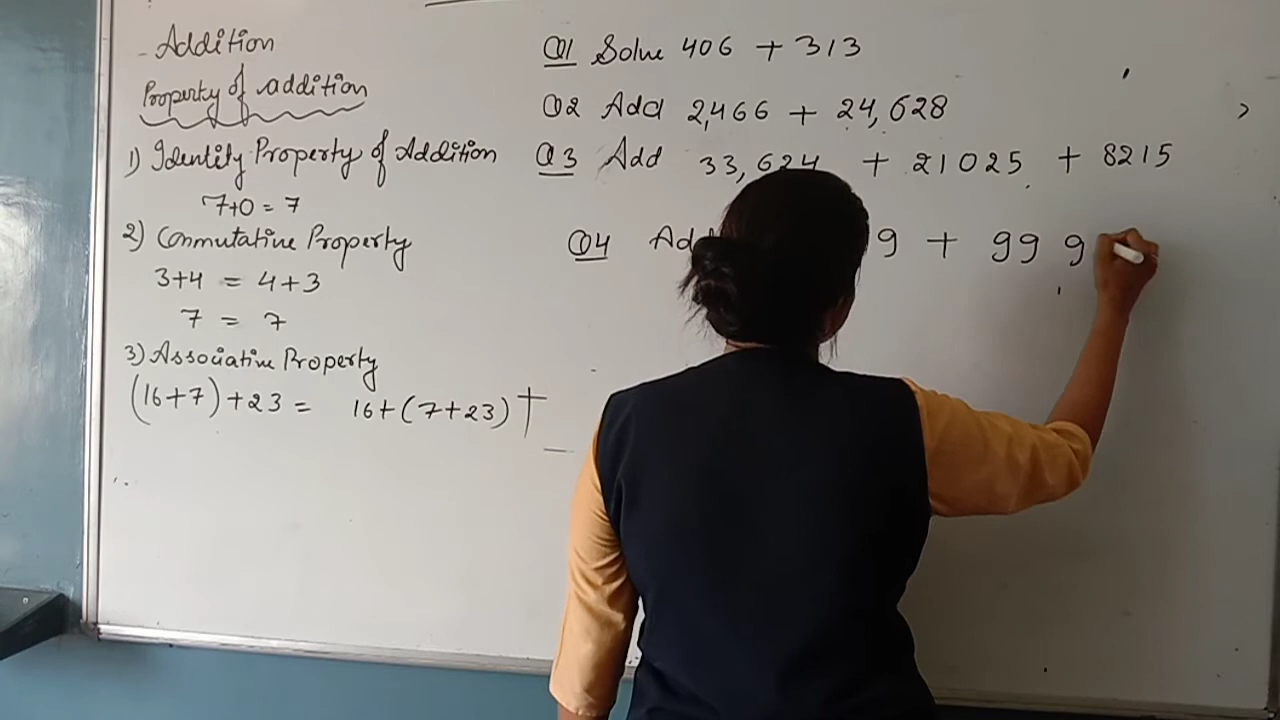 Addition
Property of addition
1) Identity Property of Addition
7+0 = 7
2) Commutative Property
3+4 = 4+3
7 = 7
3) Associative Property
(16+7)+23 = 16+(7+23)
Q1 Solve 406 + 313
Q2 Add 2,466 + 24,628
Q3 Add 33,624 + 21025 + 8215
Q4 9 + 99 9